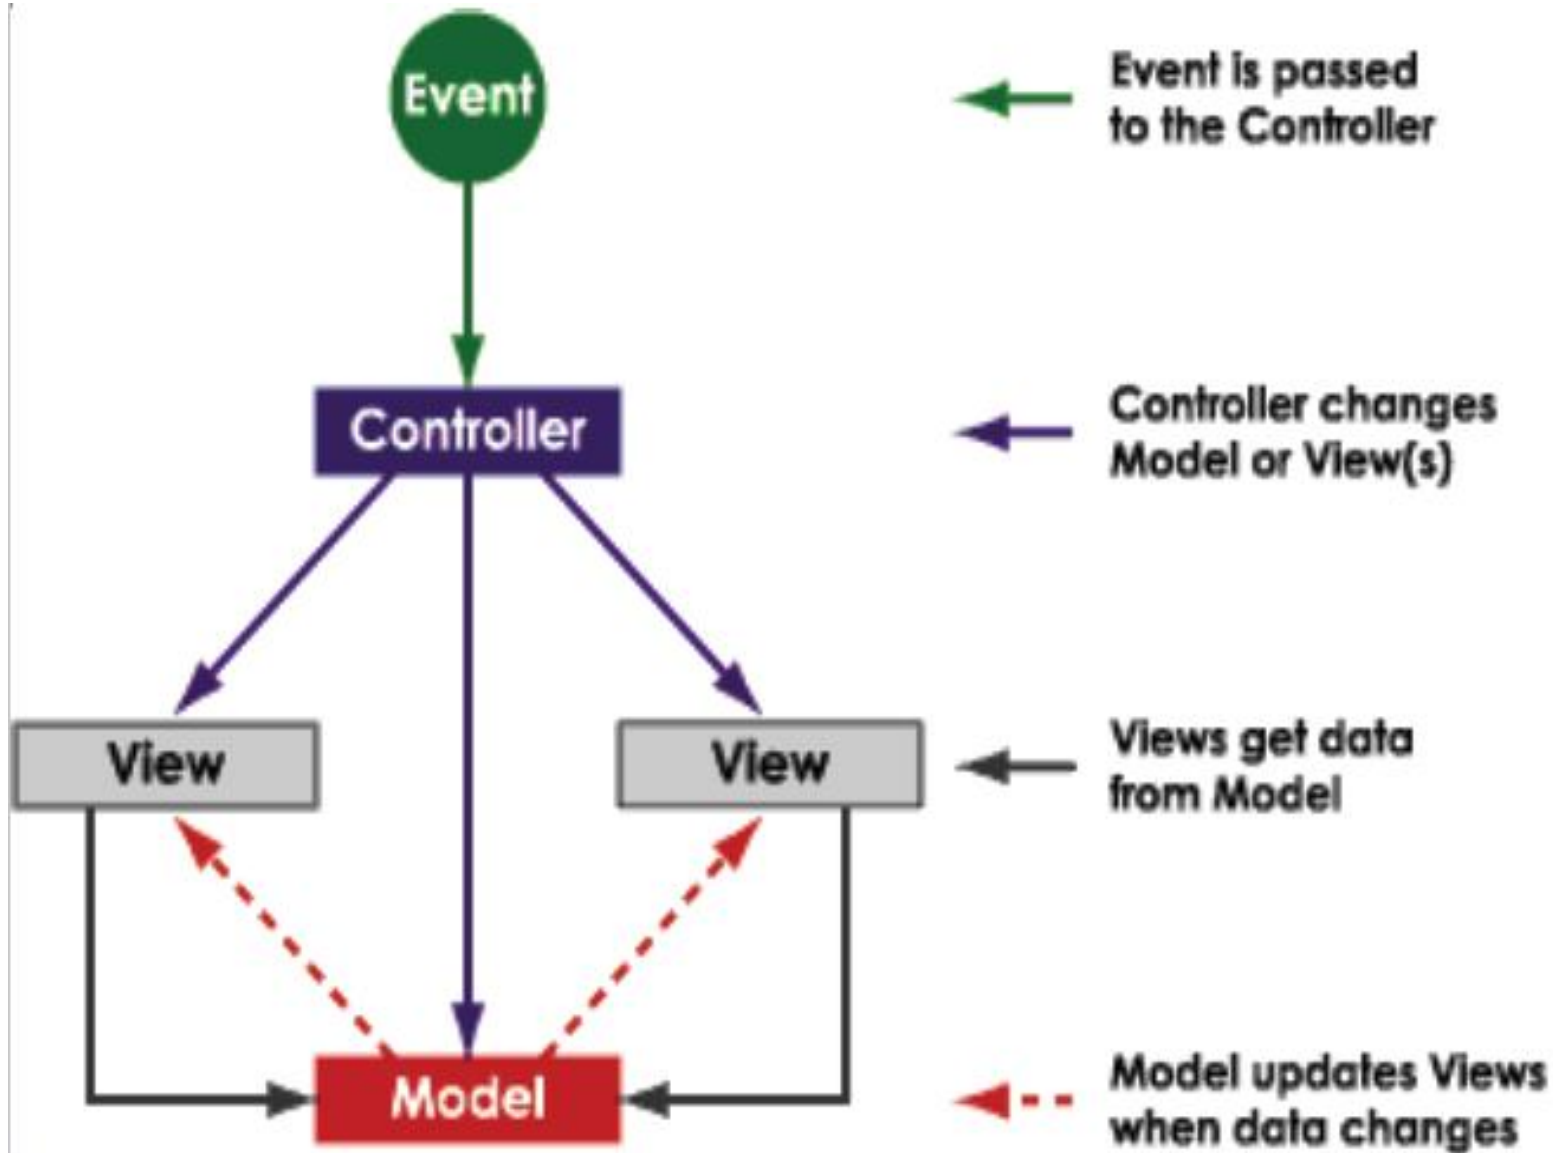 Event
Event is passed
to the Controller
Controller
Controller changes
Model or View(s)
View
View
Views get data
from Model
Model
Model updates Views
when data changes